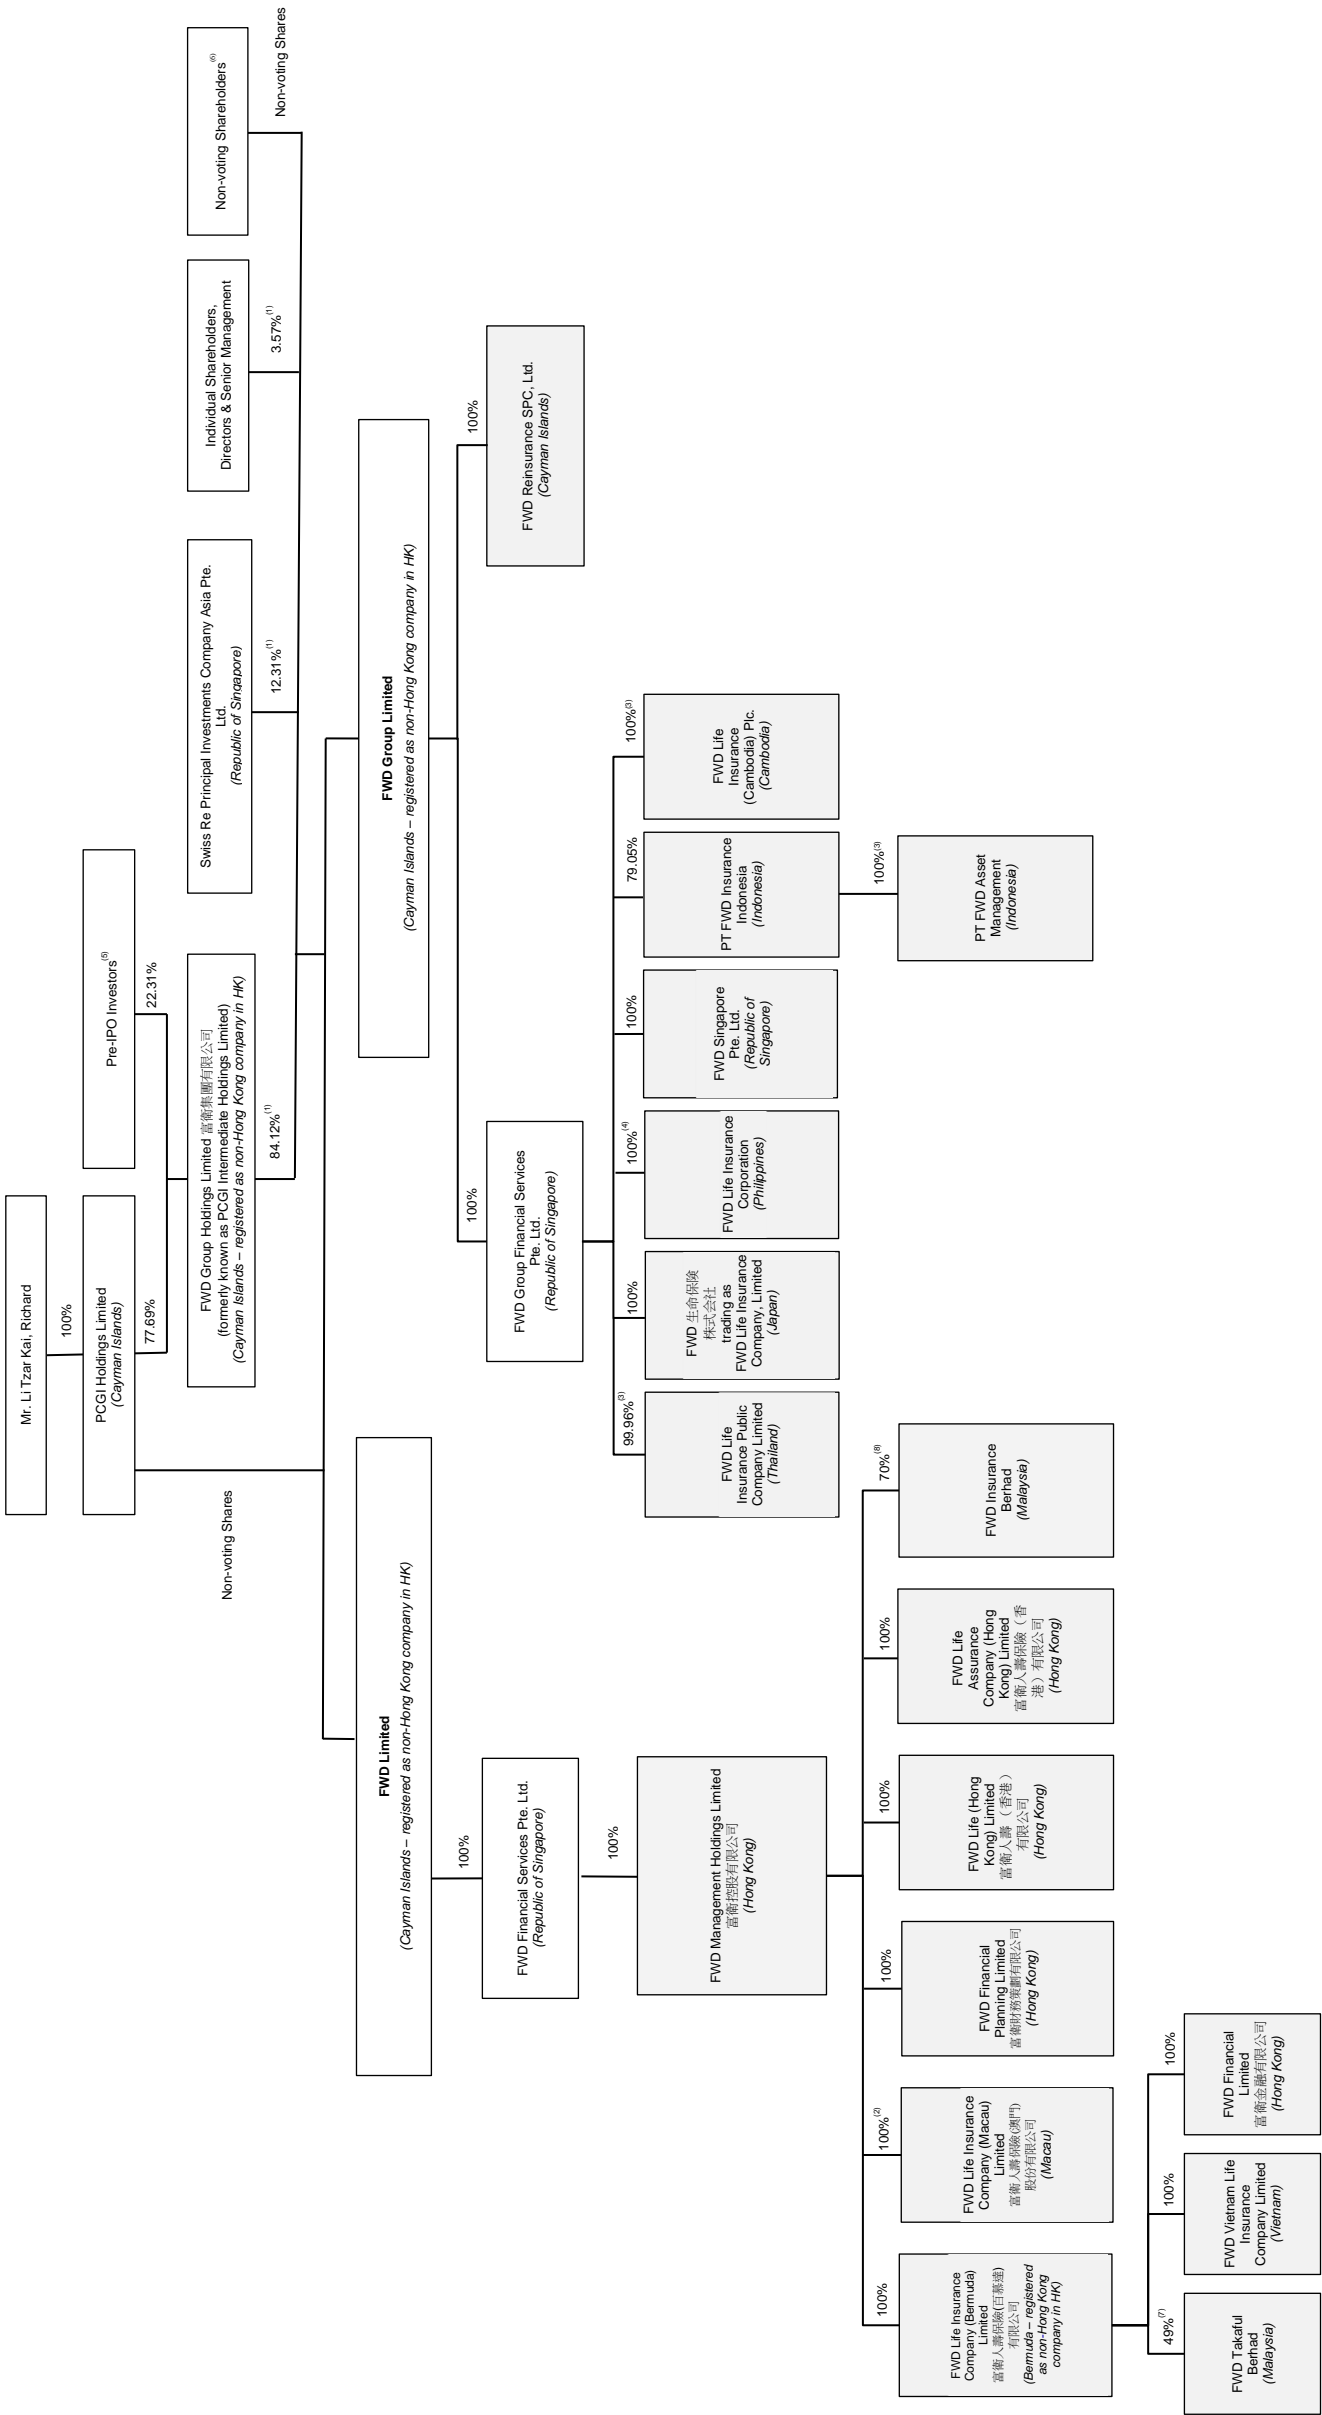 Mr. Li Tzar Kai, Richard
100%
PCGI Holdings Limited
(Cayman Islands)
Pre-IPO Investors(5)
77.69%
22.31%
Non-voting Shares
FWD Group Holdings Limited 富衛集團有限公司
(formerly known as PCGI Intermediate Holdings Limited)
(Cayman Islands – registered as non-Hong Kong company in HK)
Swiss Re Principal Investments Company Asia Pte.
Ltd.
(Republic of Singapore)
Individual Shareholders,
Directors & Senior Management
Non-voting Shareholders(6)
84.12%(1)
12.31%(1)
3.57%(1)
Non-voting Shares
FWD Limited
(Cayman Islands – registered as non-Hong Kong company in HK)
FWD Group Limited
(Cayman Islands – registered as non-Hong Kong company in HK)
100%
100%
100%
FWD Financial Services Pte. Ltd.
(Republic of Singapore)
FWD Group Financial Services
Pte. Ltd.
(Republic of Singapore)
FWD Reinsurance SPC, Ltd.
(Cayman Islands)
100%
99.96%(3)
100%
100%(4)
100%
79.05%
100%(3)
FWD Management Holdings Limited
富衛控股有限公司
(Hong Kong)
FWD Life
Insurance Public
Company Limited
(Thailand)
FWD 生命保険
株式会社
trading as
FWD Life Insurance
Company, Limited
(Japan)
FWD Life Insurance
Corporation
(Philippines)
FWD Singapore
Pte. Ltd.
(Republic of
Singapore)
PT FWD Insurance
Indonesia
(Indonesia)
FWD Life
Insurance
(Cambodia) Plc.
(Cambodia)
100%
100%(2)
100%
100%
100%
70%(8)
100%(3)
FWD Life Insurance
Company (Bermuda)
Limited
富衛人壽保險(百慕達)
有限公司
(Bermuda – registered
as non-Hong Kong
company in HK)
FWD Life Insurance
Company (Macau)
Limited
富衛人壽保險(澳門)
股份有限公司
(Macau)
FWD Financial
Planning Limited
富衛財務策劃有限公司
(Hong Kong)
FWD Life (Hong
Kong) Limited
富衛人壽（香港）
有限公司
(Hong Kong)
FWD Life
Assurance
Company (Hong
Kong) Limited
富衛人壽保險（香
港）有限公司
(Hong Kong)
FWD Insurance
Berhad
(Malaysia)
PT FWD Asset
Management
(Indonesia)
49%(7)
100%
100%
FWD Takaful
Berhad
(Malaysia)
FWD Vietnam Life
Insurance
Company Limited
(Vietnam)
FWD Financial
Limited
富衛金融有限公司
(Hong Kong)